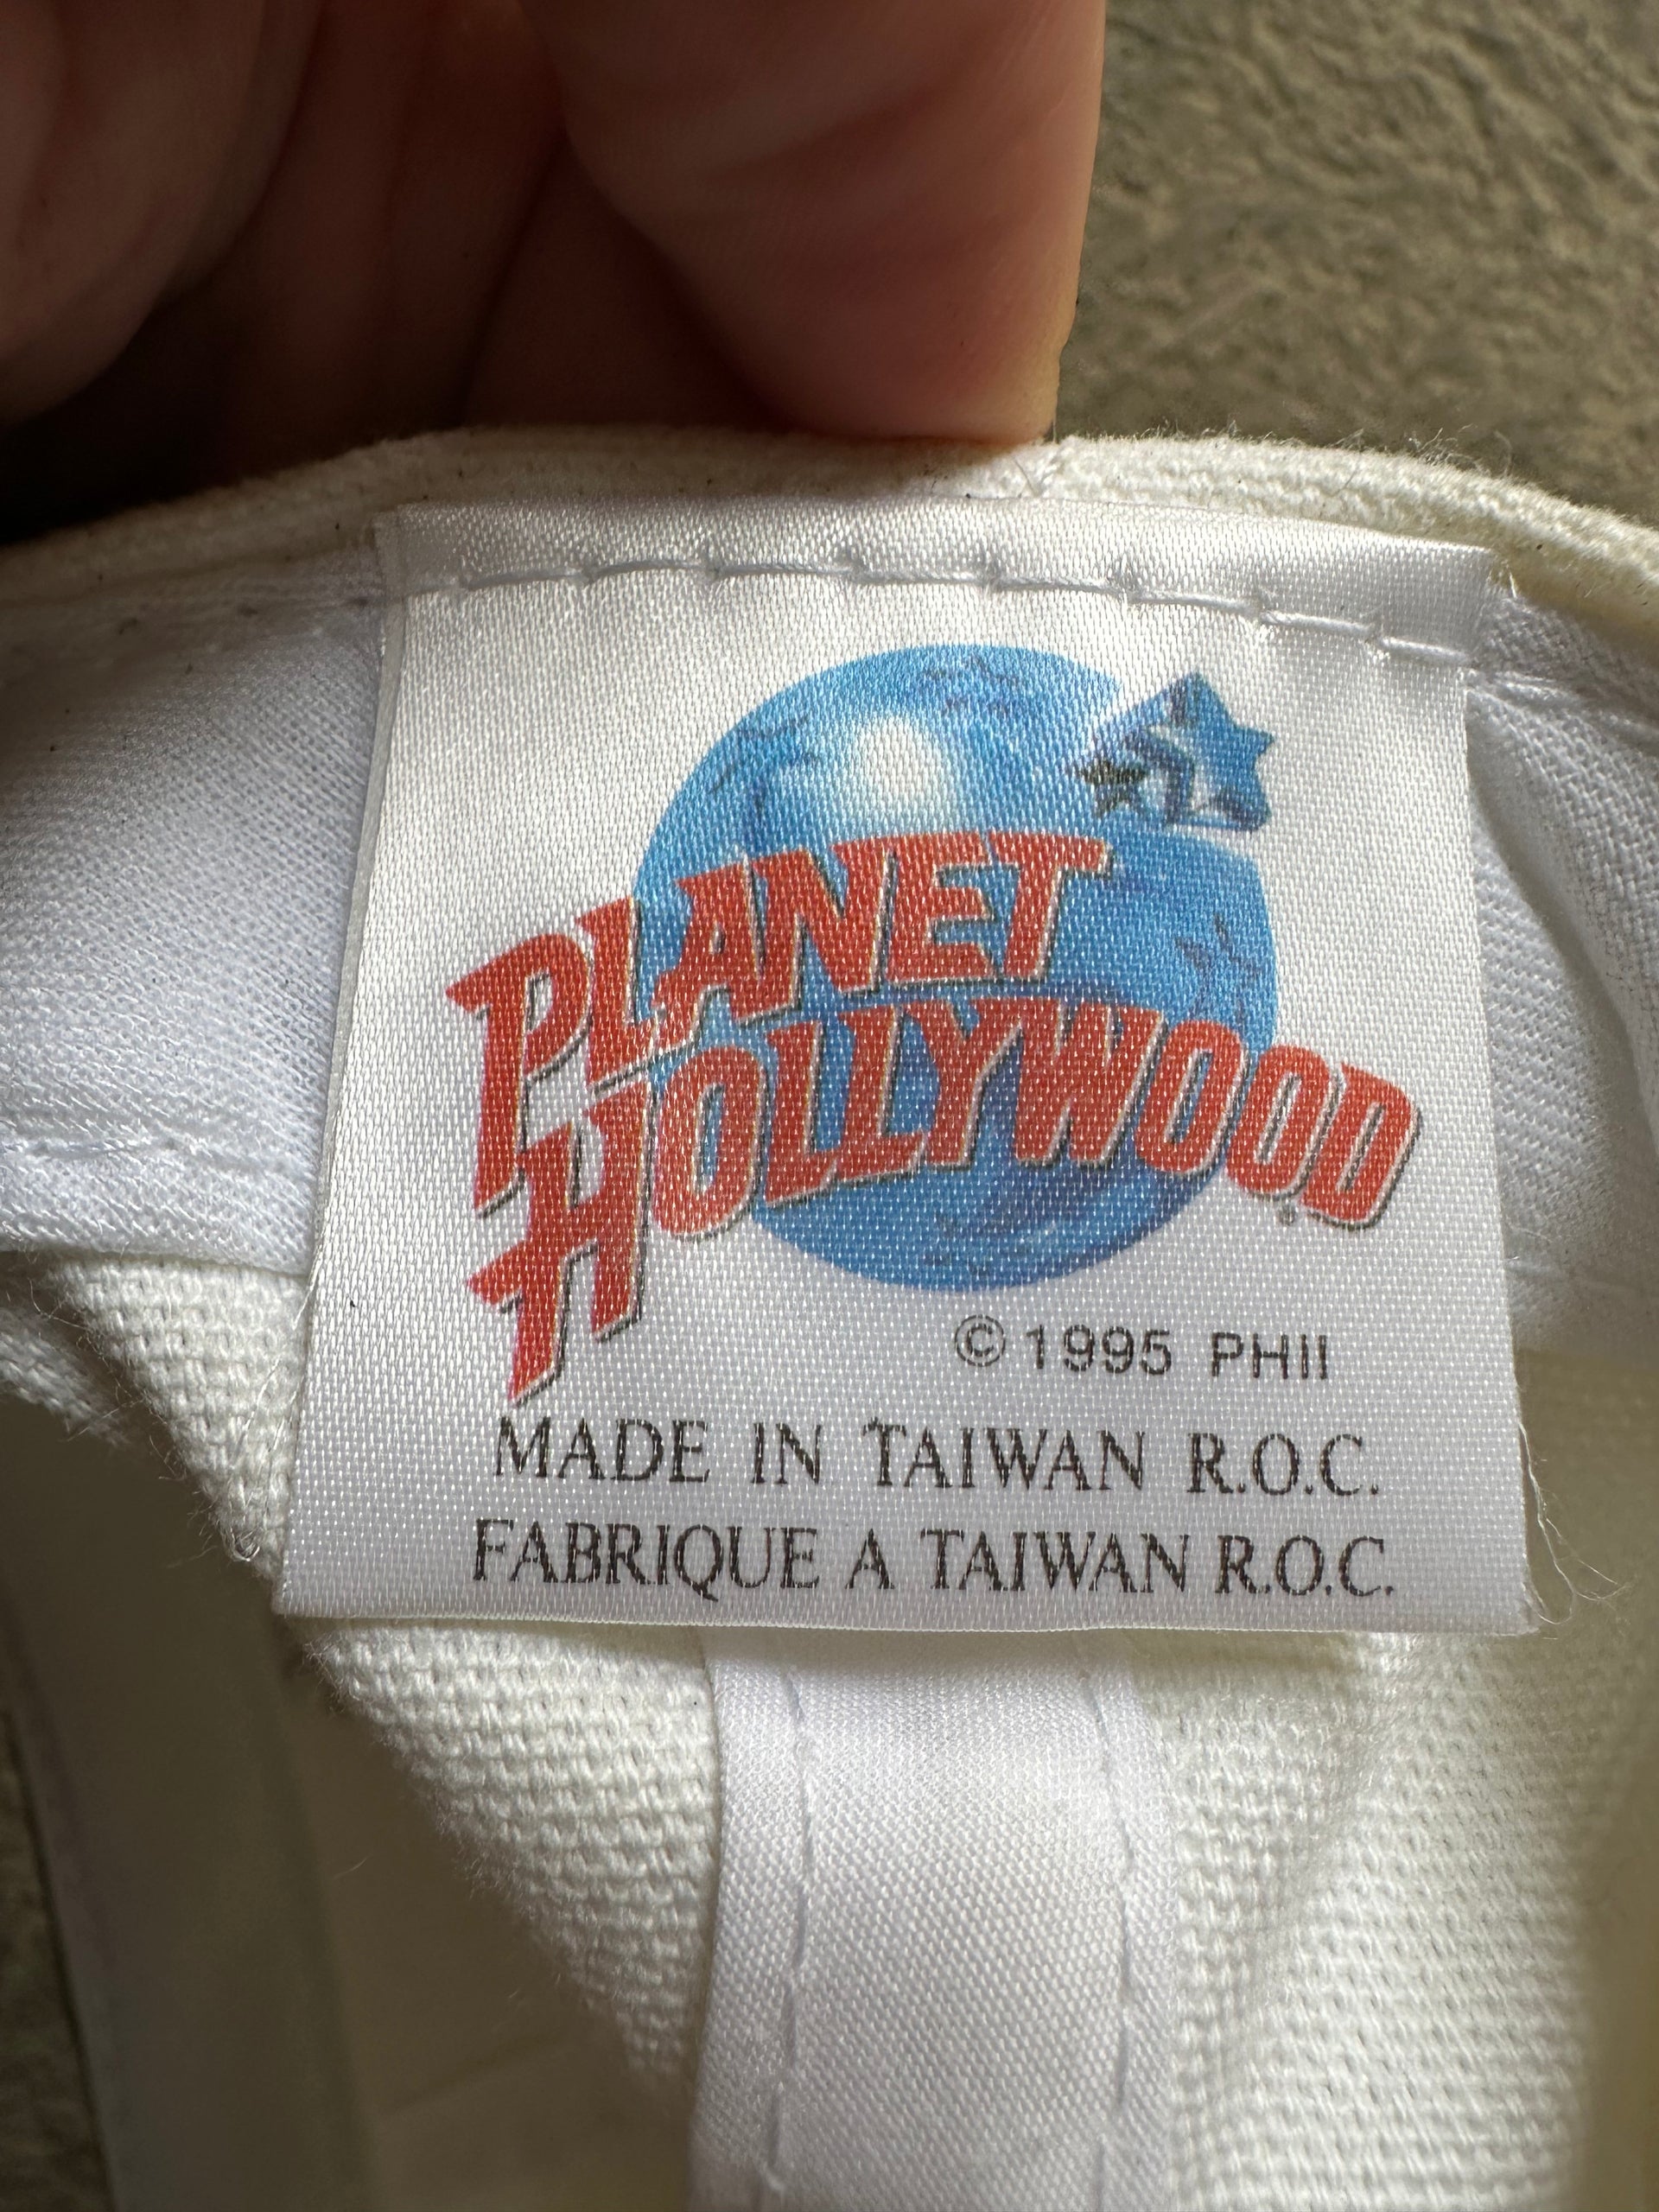 PLANET
HOLLYWOOD®
© 1995 PHII
MADE IN TAIWAN R.O.C.
FABRIQUE A TAIWAN R.O.C.